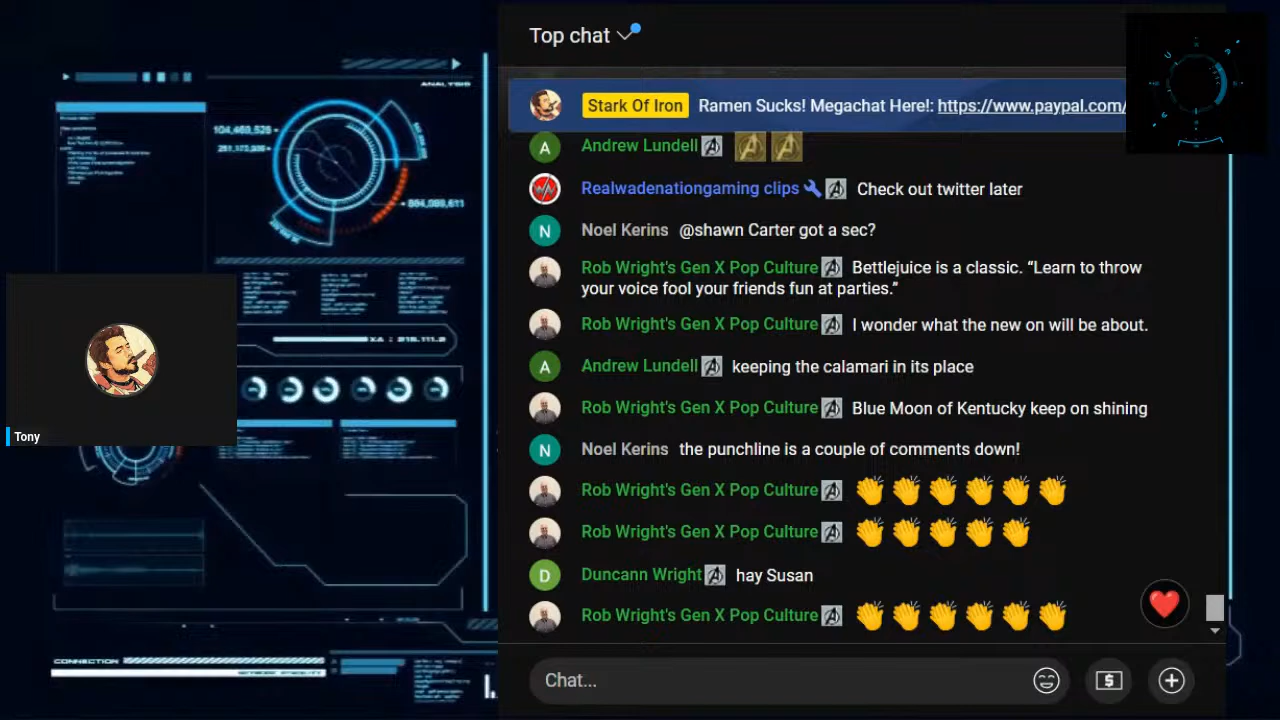 Top chat
Stark Of Iron Ramen Sucks! Megachat Here!: https://www.paypal.com/
Andrew Lundell
Realwadenationgaming clips Check out twitter later
Noel Kerins @shawn Carter got a sec?
Rob Wright's Gen X Pop Culture Bettlejuice is a classic. “Learn to throw
your voice fool your friends fun at parties.”
Rob Wright's Gen X Pop Culture I wonder what the new on will be about.
Andrew Lundell keeping the calamari in its place
Rob Wright's Gen X Pop Culture Blue Moon of Kentucky keep on shining
Noel Kerins the punchline is a couple of comments down!
Rob Wright's Gen X Pop Culture 👏👏👏👏👏👏
Rob Wright's Gen X Pop Culture 👏👏👏👏👏
Duncann Wright hay Susan
Rob Wright's Gen X Pop Culture 👏👏👏👏👏👏
Chat...
ANALYSIS
Tony
CONNECTION